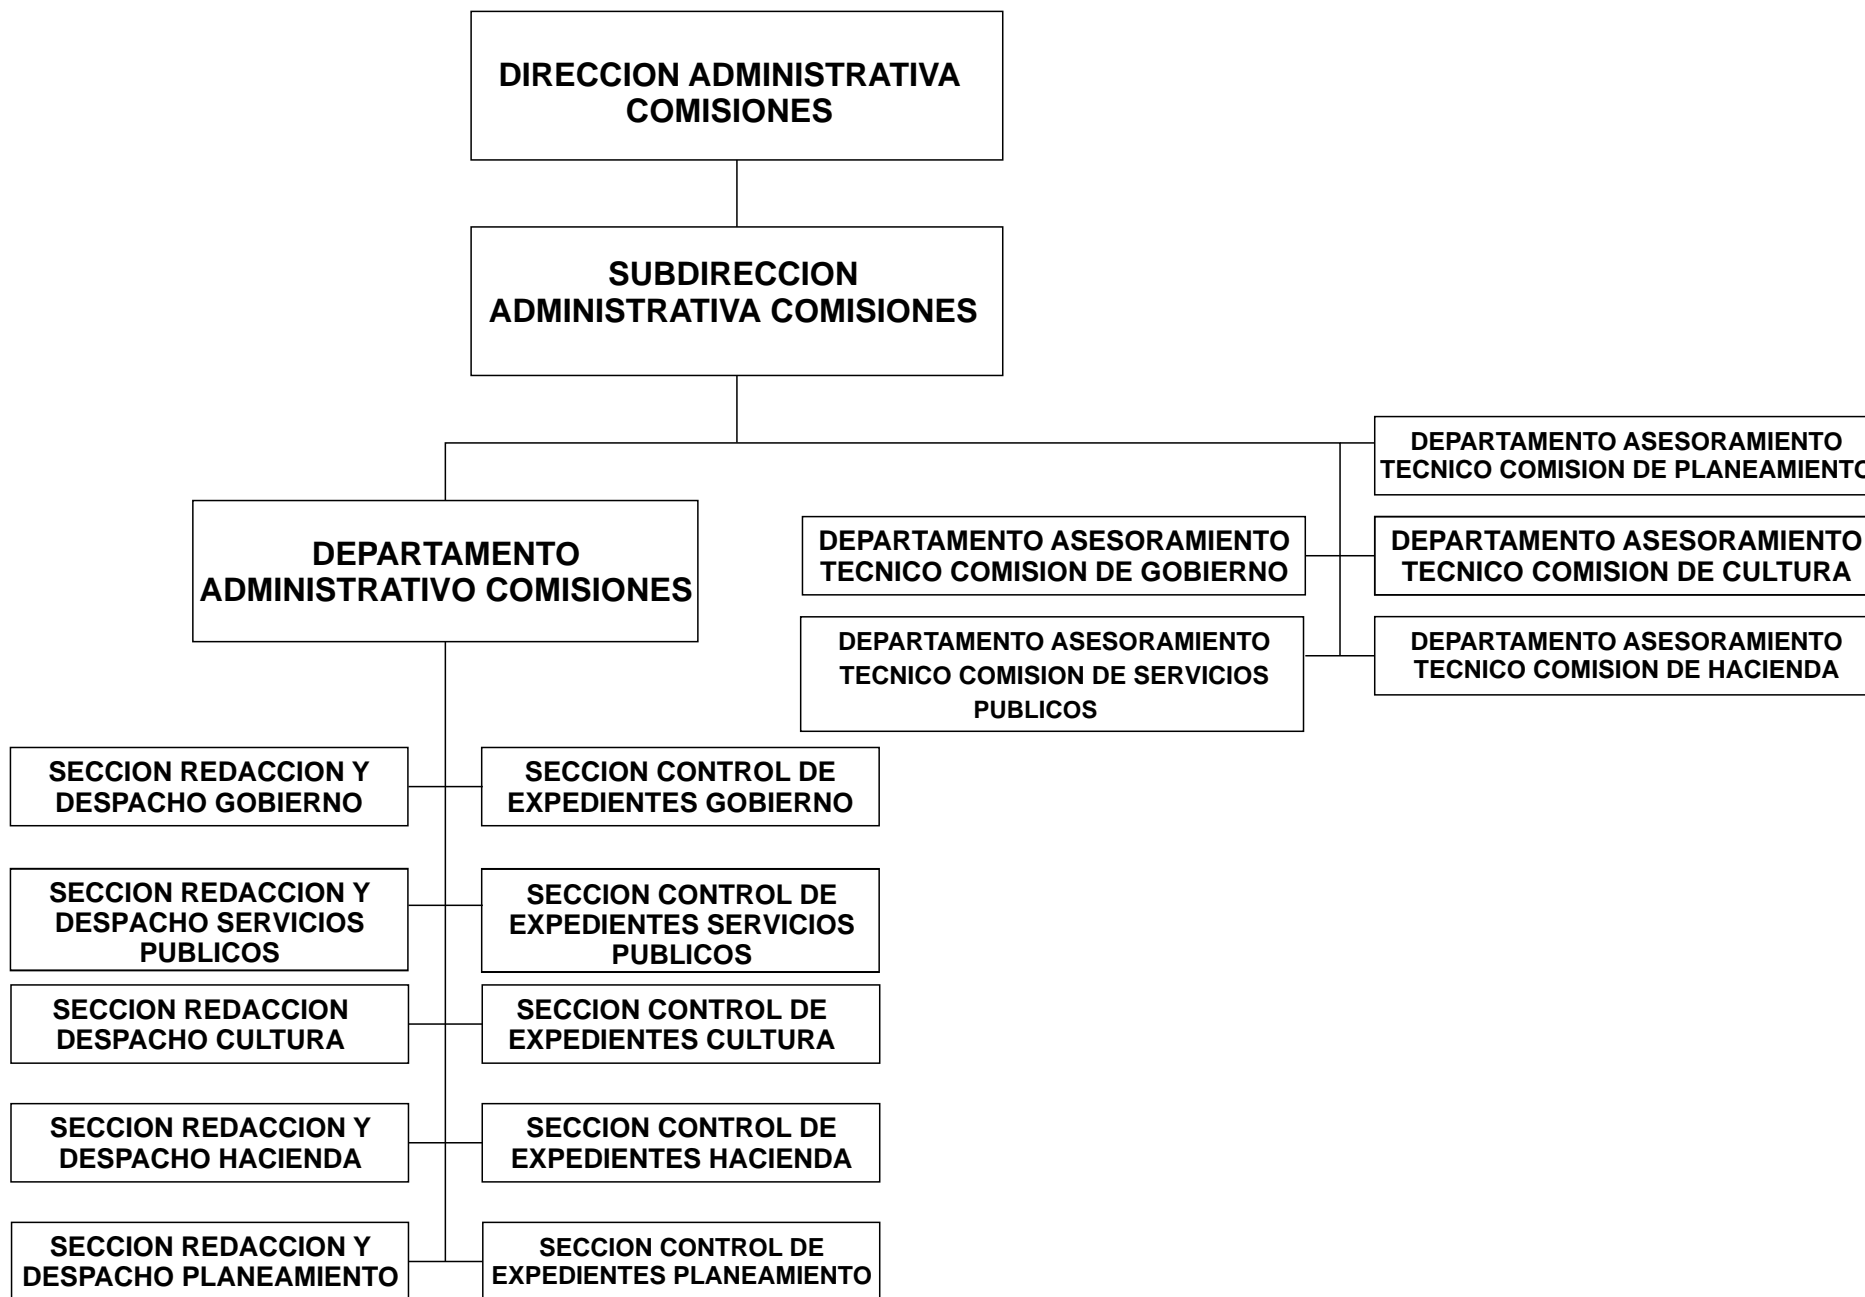 DIRECCION ADMINISTRATIVA
COMISIONES
SUBDIRECCION
ADMINISTRATIVA COMISIONES
DEPARTAMENTO ASESORAMIENTO
TECNICO COMISION DE PLANEAMIENTO
DEPARTAMENTO
ADMINISTRATIVO COMISIONES
DEPARTAMENTO ASESORAMIENTO
TECNICO COMISION DE GOBIERNO
DEPARTAMENTO ASESORAMIENTO
TECNICO COMISION DE CULTURA
DEPARTAMENTO ASESORAMIENTO
TECNICO COMISION DE SERVICIOS
PUBLICOS
DEPARTAMENTO ASESORAMIENTO
TECNICO COMISION DE HACIENDA
SECCION REDACCION Y
DESPACHO GOBIERNO
SECCION CONTROL DE
EXPEDIENTES GOBIERNO
SECCION REDACCION Y
DESPACHO SERVICIOS
PUBLICOS
SECCION CONTROL DE
EXPEDIENTES SERVICIOS
PUBLICOS
SECCION REDACCION
DESPACHO CULTURA
SECCION CONTROL DE
EXPEDIENTES CULTURA
SECCION REDACCION Y
DESPACHO HACIENDA
SECCION CONTROL DE
EXPEDIENTES HACIENDA
SECCION REDACCION Y
DESPACHO PLANEAMIENTO
SECCION CONTROL DE
EXPEDIENTES PLANEAMIENTO